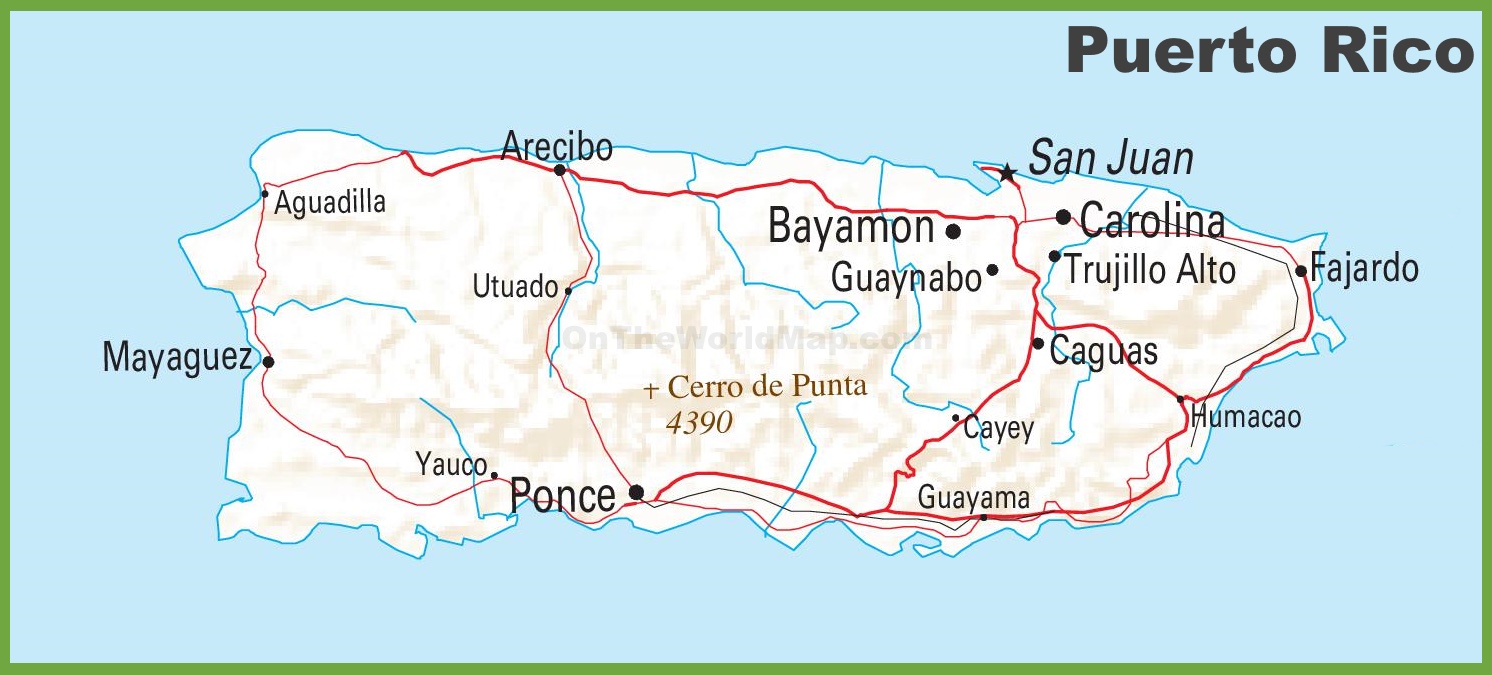 Puerto Rico
Arecibo
San Juan
Aguadilla
Bayamon
Carolina
Guaynabo
Trujillo Alto
Fajardo
Utuado
OnTheWorldMap.com
Mayaguez
Caguas
+ Cerro de Punta
4390
Humacao
Cayey
Yauco
Ponce
Guayama